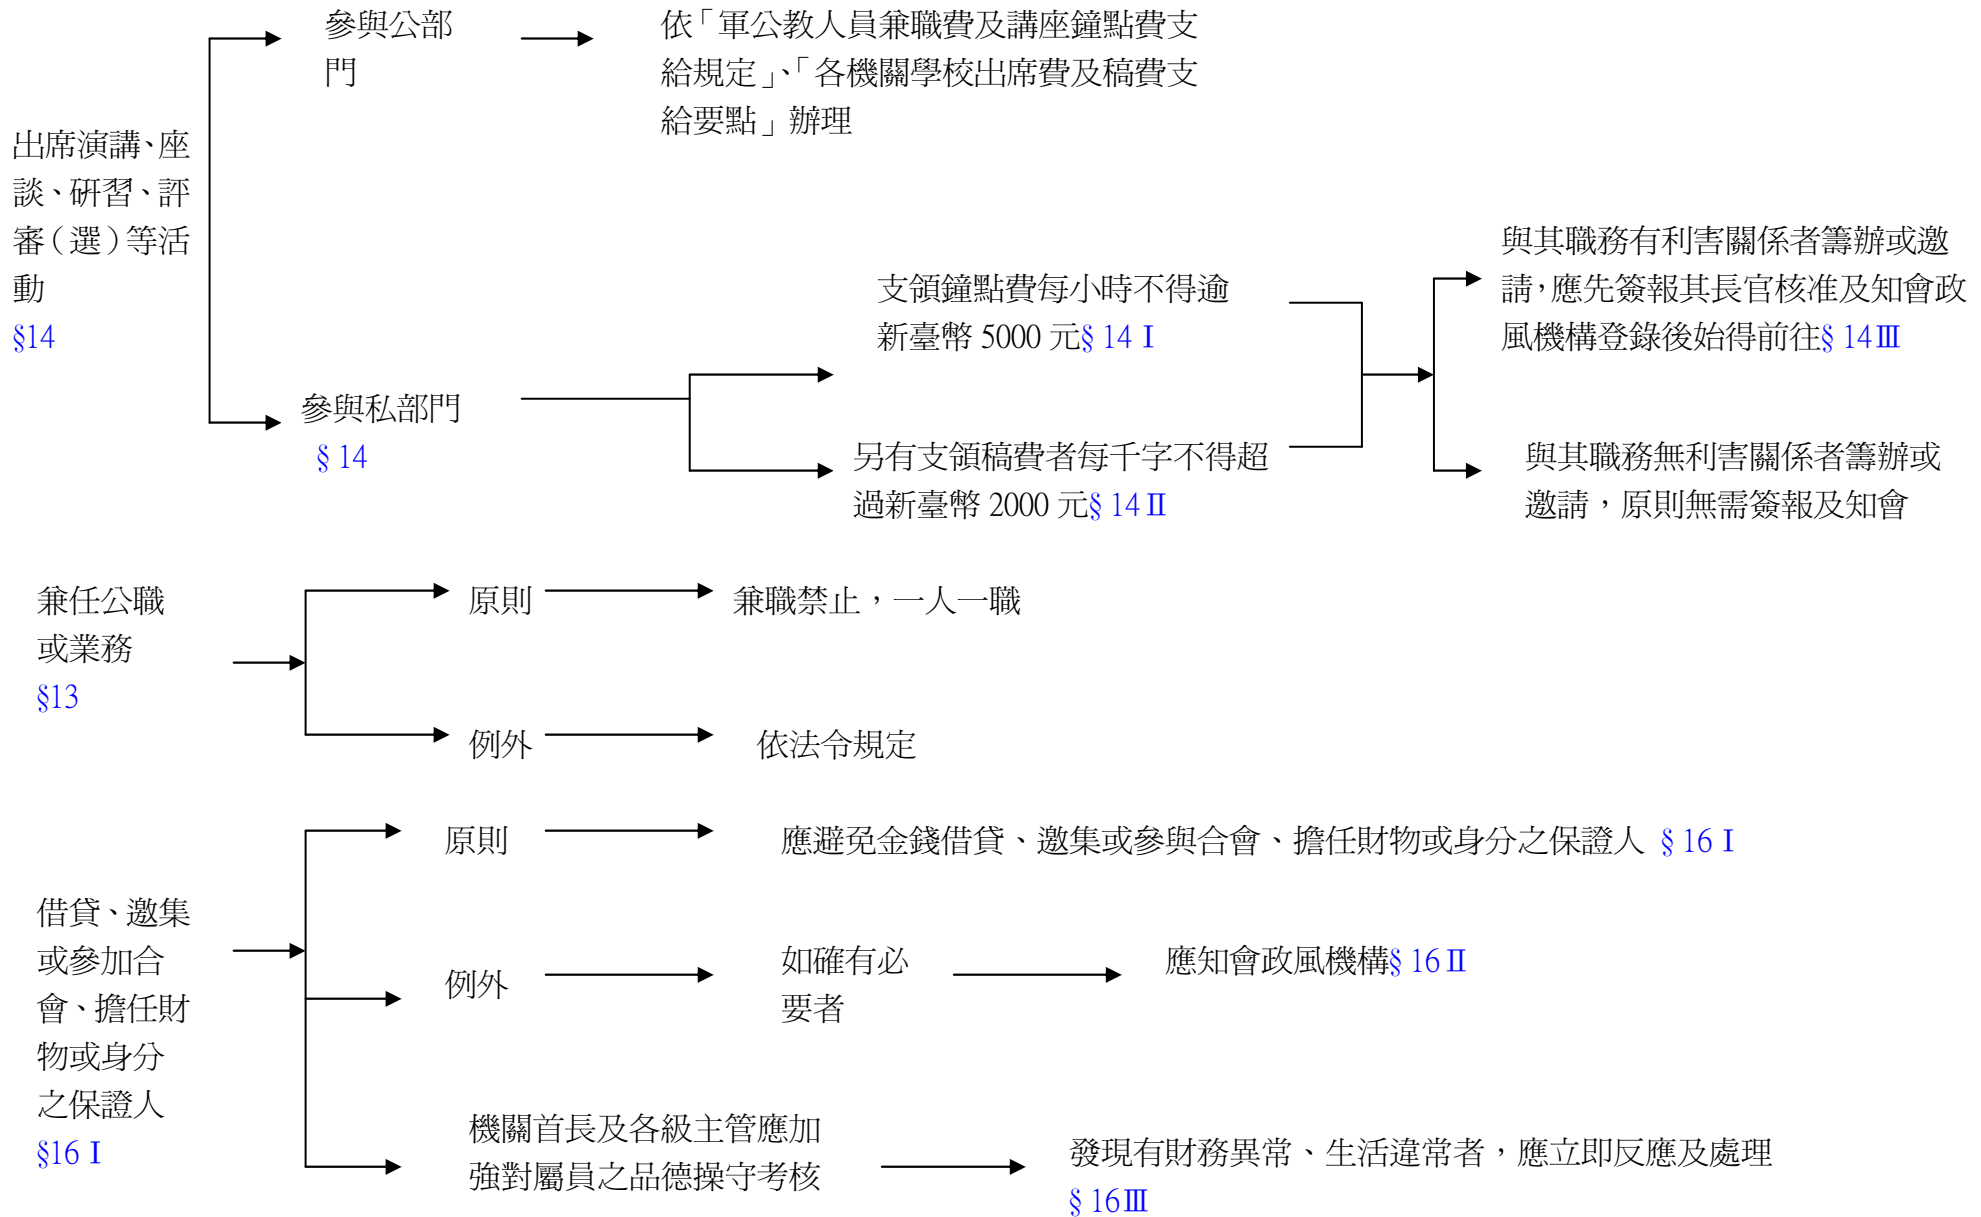 參與公部
門
依「軍公教人員兼職費及講座鐘點費支
給規定」、「各機關學校出席費及稿費支
給要點」辦理
出席演講、座
談、研習、評
審(選)等活
動
§14
參與私部門
§ 14
支領鐘點費每小時不得逾
新臺幣 5000 元§ 14 I
另有支領稿費者每千字不得超
過新臺幣 2000 元§ 14 II
與其職務有利害關係者籌辦或邀
請,應先簽報其長官核准及知會政
風機構登錄後始得前往§ 14III
與其職務無利害關係者籌辦或
邀請,原則無需簽報及知會
兼任公職
或業務
§13
原則
兼職禁止,一人一職
例外
依法令規定
借貸、邀集
或參加合
會、擔任財
物或身分
之保證人
§16 I
原則
應避免金錢借貸、邀集或參與合會、擔任財物或身分之保證人 § 16 I
例外
如確有必
要者
應知會政風機構§ 16 II
機關首長及各級主管應加
強對屬員之品德操守考核
發現有財務異常、生活違常者,應立即反應及處理
§ 16III